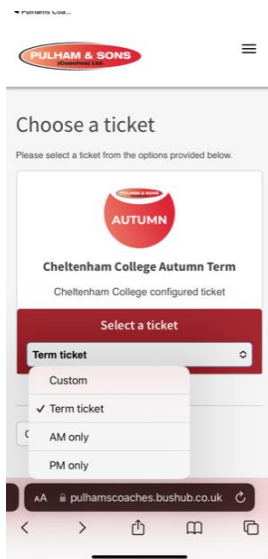 PULHAM & SONS
(Coaches) Ltd.
Choose a ticket
Please select a ticket from the options provided below.
PULHAM & SONS
AUTUMN
Cheltenham College Autumn Term
Cheltenham College configured ticket
Select a ticket
Term ticket
Custom
✓ Term ticket
AM only
PM only
AA pulhamscoaches.bushub.co.uk